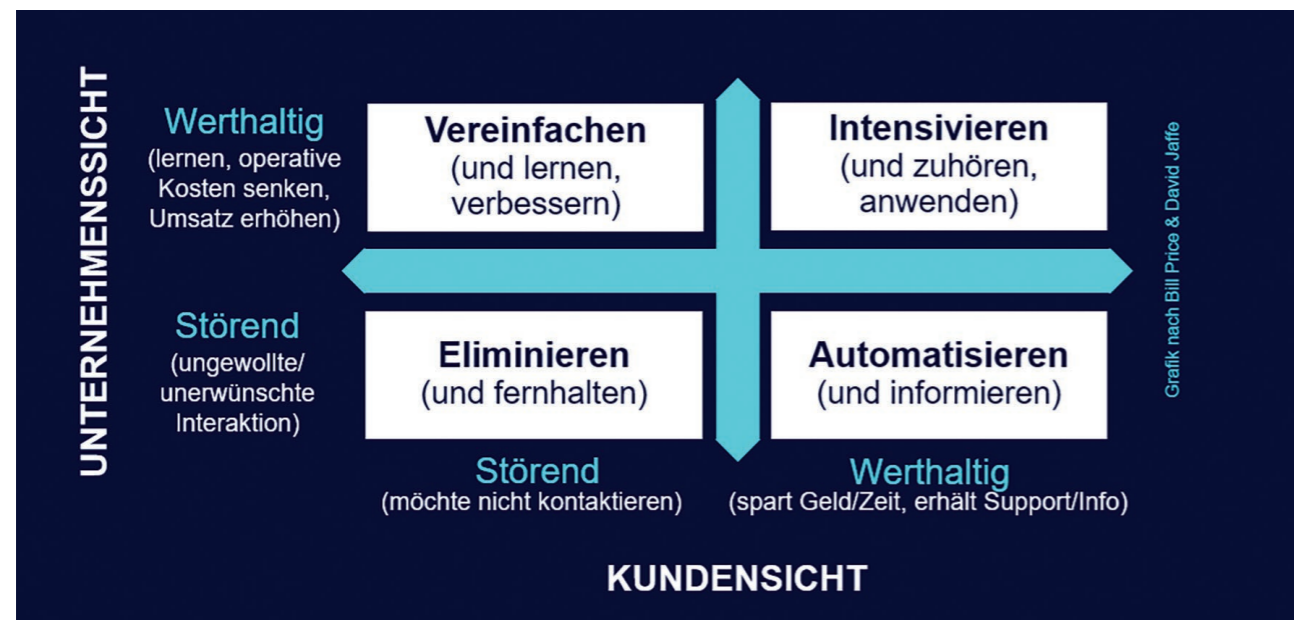 UNTERNEHMENSSICHT
Werthaltig
(lernen, operative
Kosten senken,
Umsatz erhöhen)
Vereinfachen
(und lernen,
verbessern)
Intensivieren
(und zuhören,
anwenden)
Störend
(ungewollte/
unerwünschte
Interaktion)
Eliminieren
(und fernhalten)
Automatisieren
(und informieren)
Störend
(möchte nicht kontaktieren)
Werthaltig
(spart Geld/Zeit, erhält Support/Info)
KUNDENSICHT
Grafik nach Bill Price & David Jaffe